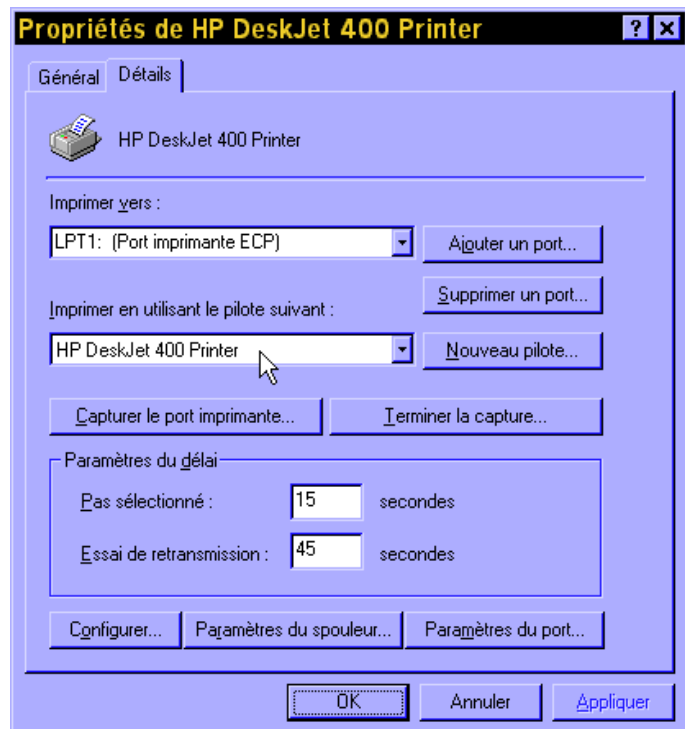 Propriétés de HP DeskJet 400 Printer
Général Détails
HP DeskJet 400 Printer
Imprimer vers :
LPT1: (Port imprimante ECP) Ajouter un port...
Supprimer un port...
Imprimer en utilisant le pilote suivant :
HP DeskJet 400 Printer Nouveau pilote...
Capturer le port imprimante... Terminer la capture...
Paramètres du délai
Pas sélectionné : 15 secondes
Essai de retransmission : 45 secondes
Configurer... Paramètres du spouleur... Paramètres du port...
OK Annuler Appliquer